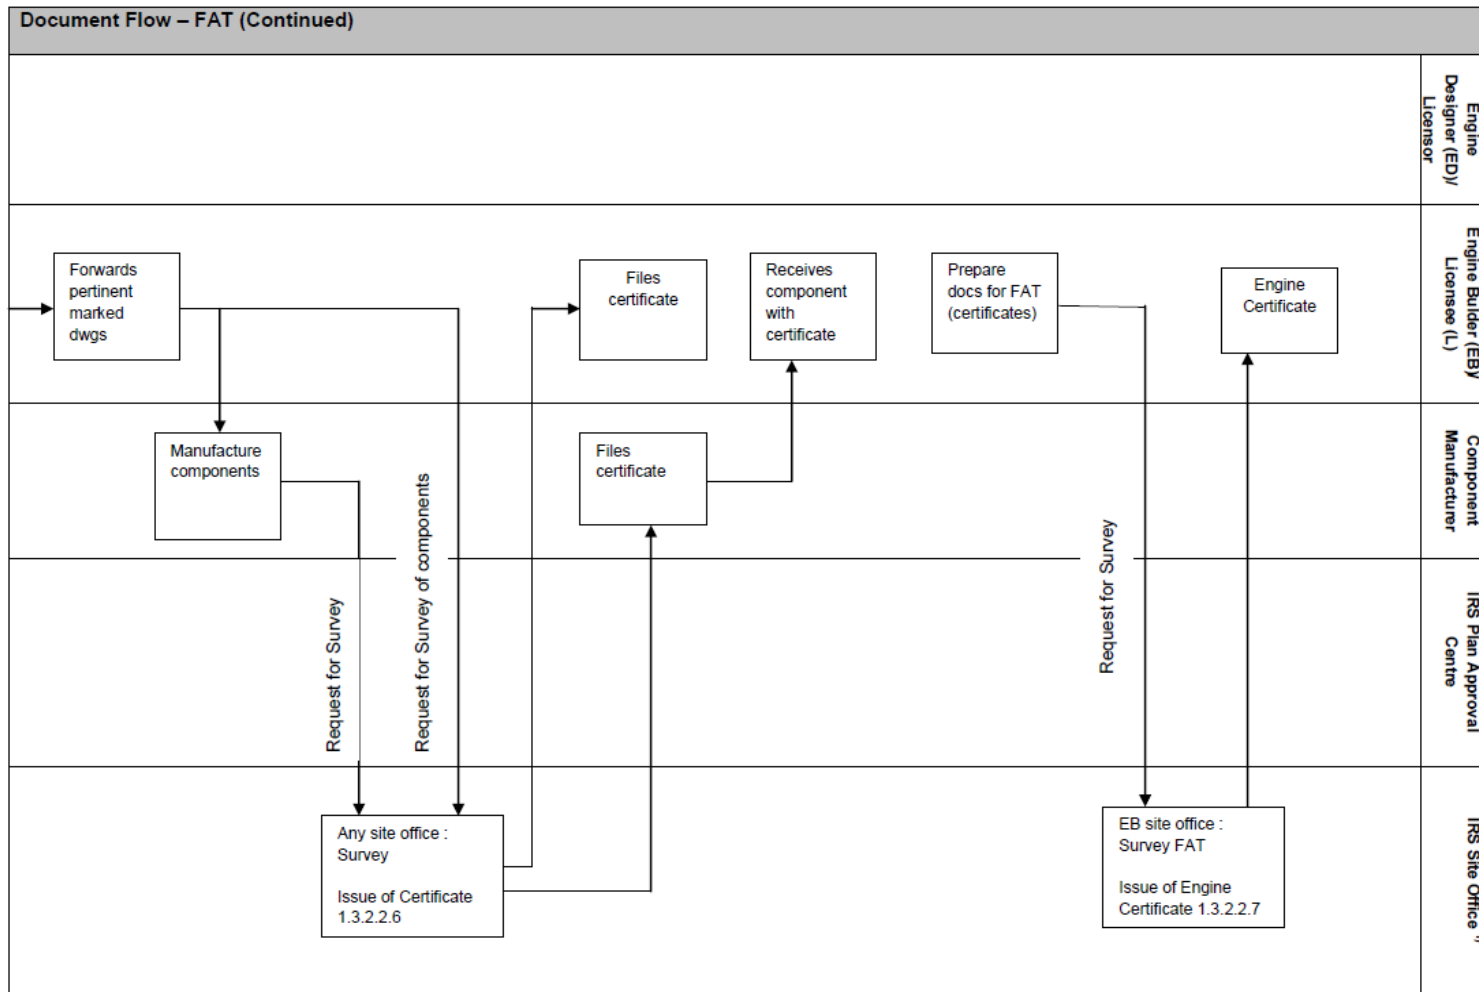 Document Flow – FAT (Continued)
Engine
Designer (ED)/
Licensor
Forwards
pertinent
marked
dwgs
Files
certificate
Receives
component
with
certificate
Prepare
docs for FAT
(certificates)
Engine
Certificate
Engine Builder (EB)/
Licensee (L)
Manufacture
components
Files
certificate
Component
Manufacturer
Request for Survey
Request for Survey of components
Request for Survey
IRS Plan Approval
Centre
Any site office :
Survey
Issue of Certificate
1.3.2.2.6
EB site office :
Survey FAT
Issue of Engine
Certificate 1.3.2.2.7
IRS Site Office